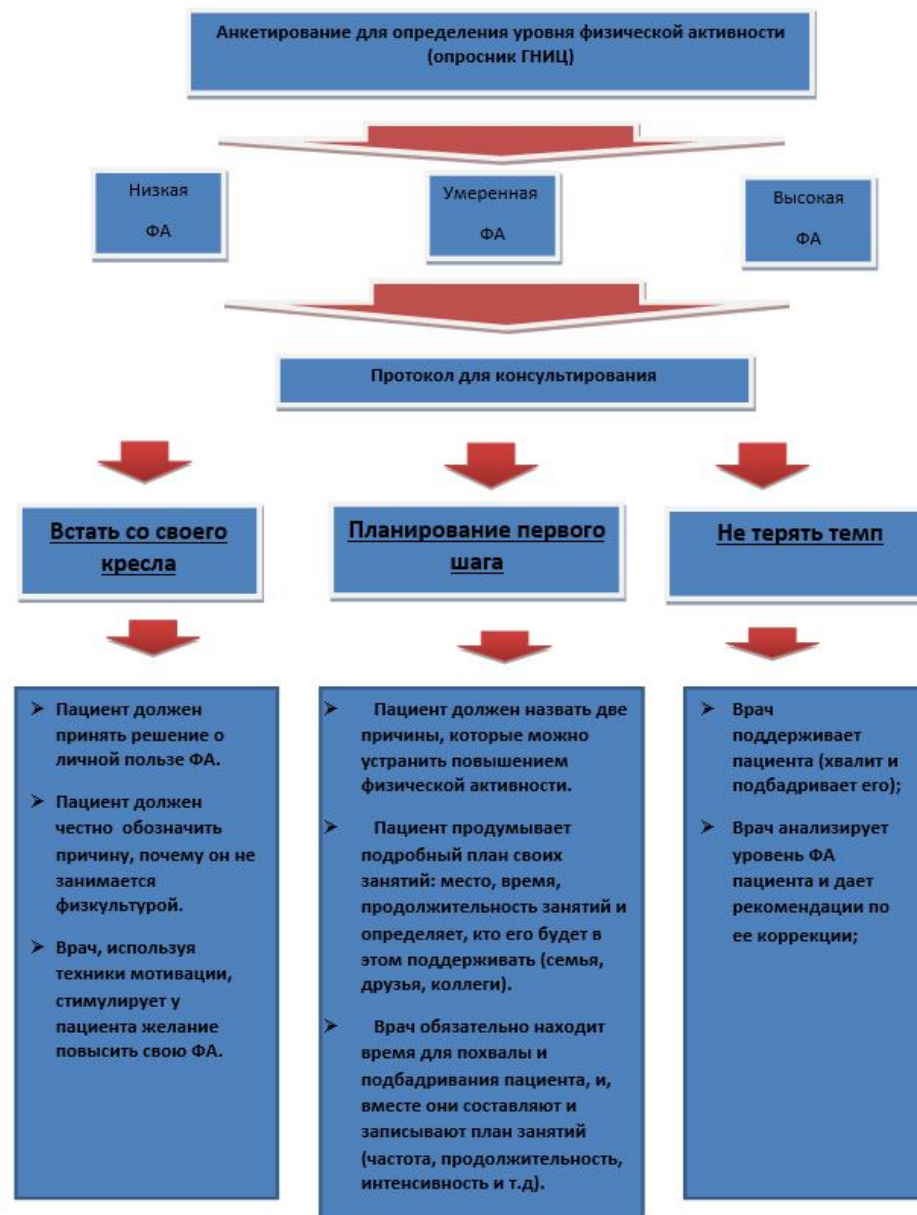 Анкетирование для определения уровня физической активности
(опросник ГНИЦ)
Низкая
ФА
Умеренная
ФА
Высокая
ФА
Протокол для консультирования
Встать со своего
кресла
Планирование первого
шага
Не терять темп
➤ Пациент должен
принять решение о
личной пользе ФА.
➤ Пациент должен
честно обозначить
причину, почему он не
занимается
физкультурой.
➤ Врач, используя
техники мотивации,
стимулирует у
пациента желание
повысить свою ФА.
➤ Пациент должен назвать две
причины, которые можно
устранить повышением
физической активности.
➤ Пациент продумывает
подробный план своих
занятий: место, время,
продолжительность занятий и
определяет, кто его будет в
этом поддерживать (семья,
друзья, коллеги).
➤ Врач обязательно находит
время для похвалы и
подбадривания пациента, и,
вместе они составляют и
записывают план занятий
(частота, продолжительность,
интенсивность и т.д).
➤ Врач
поддерживает
пациента (хвалит и
подбадривает его);
➤ Врач анализирует
уровень ФА
пациента и дает
рекомендации по
ее коррекции;